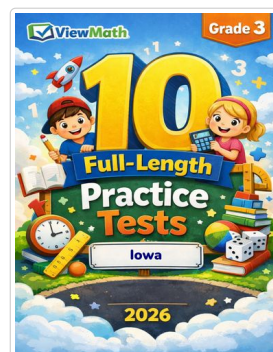 ViewMath
Grade 3
10
Full-Length
Practice
Tests
Iowa
2026